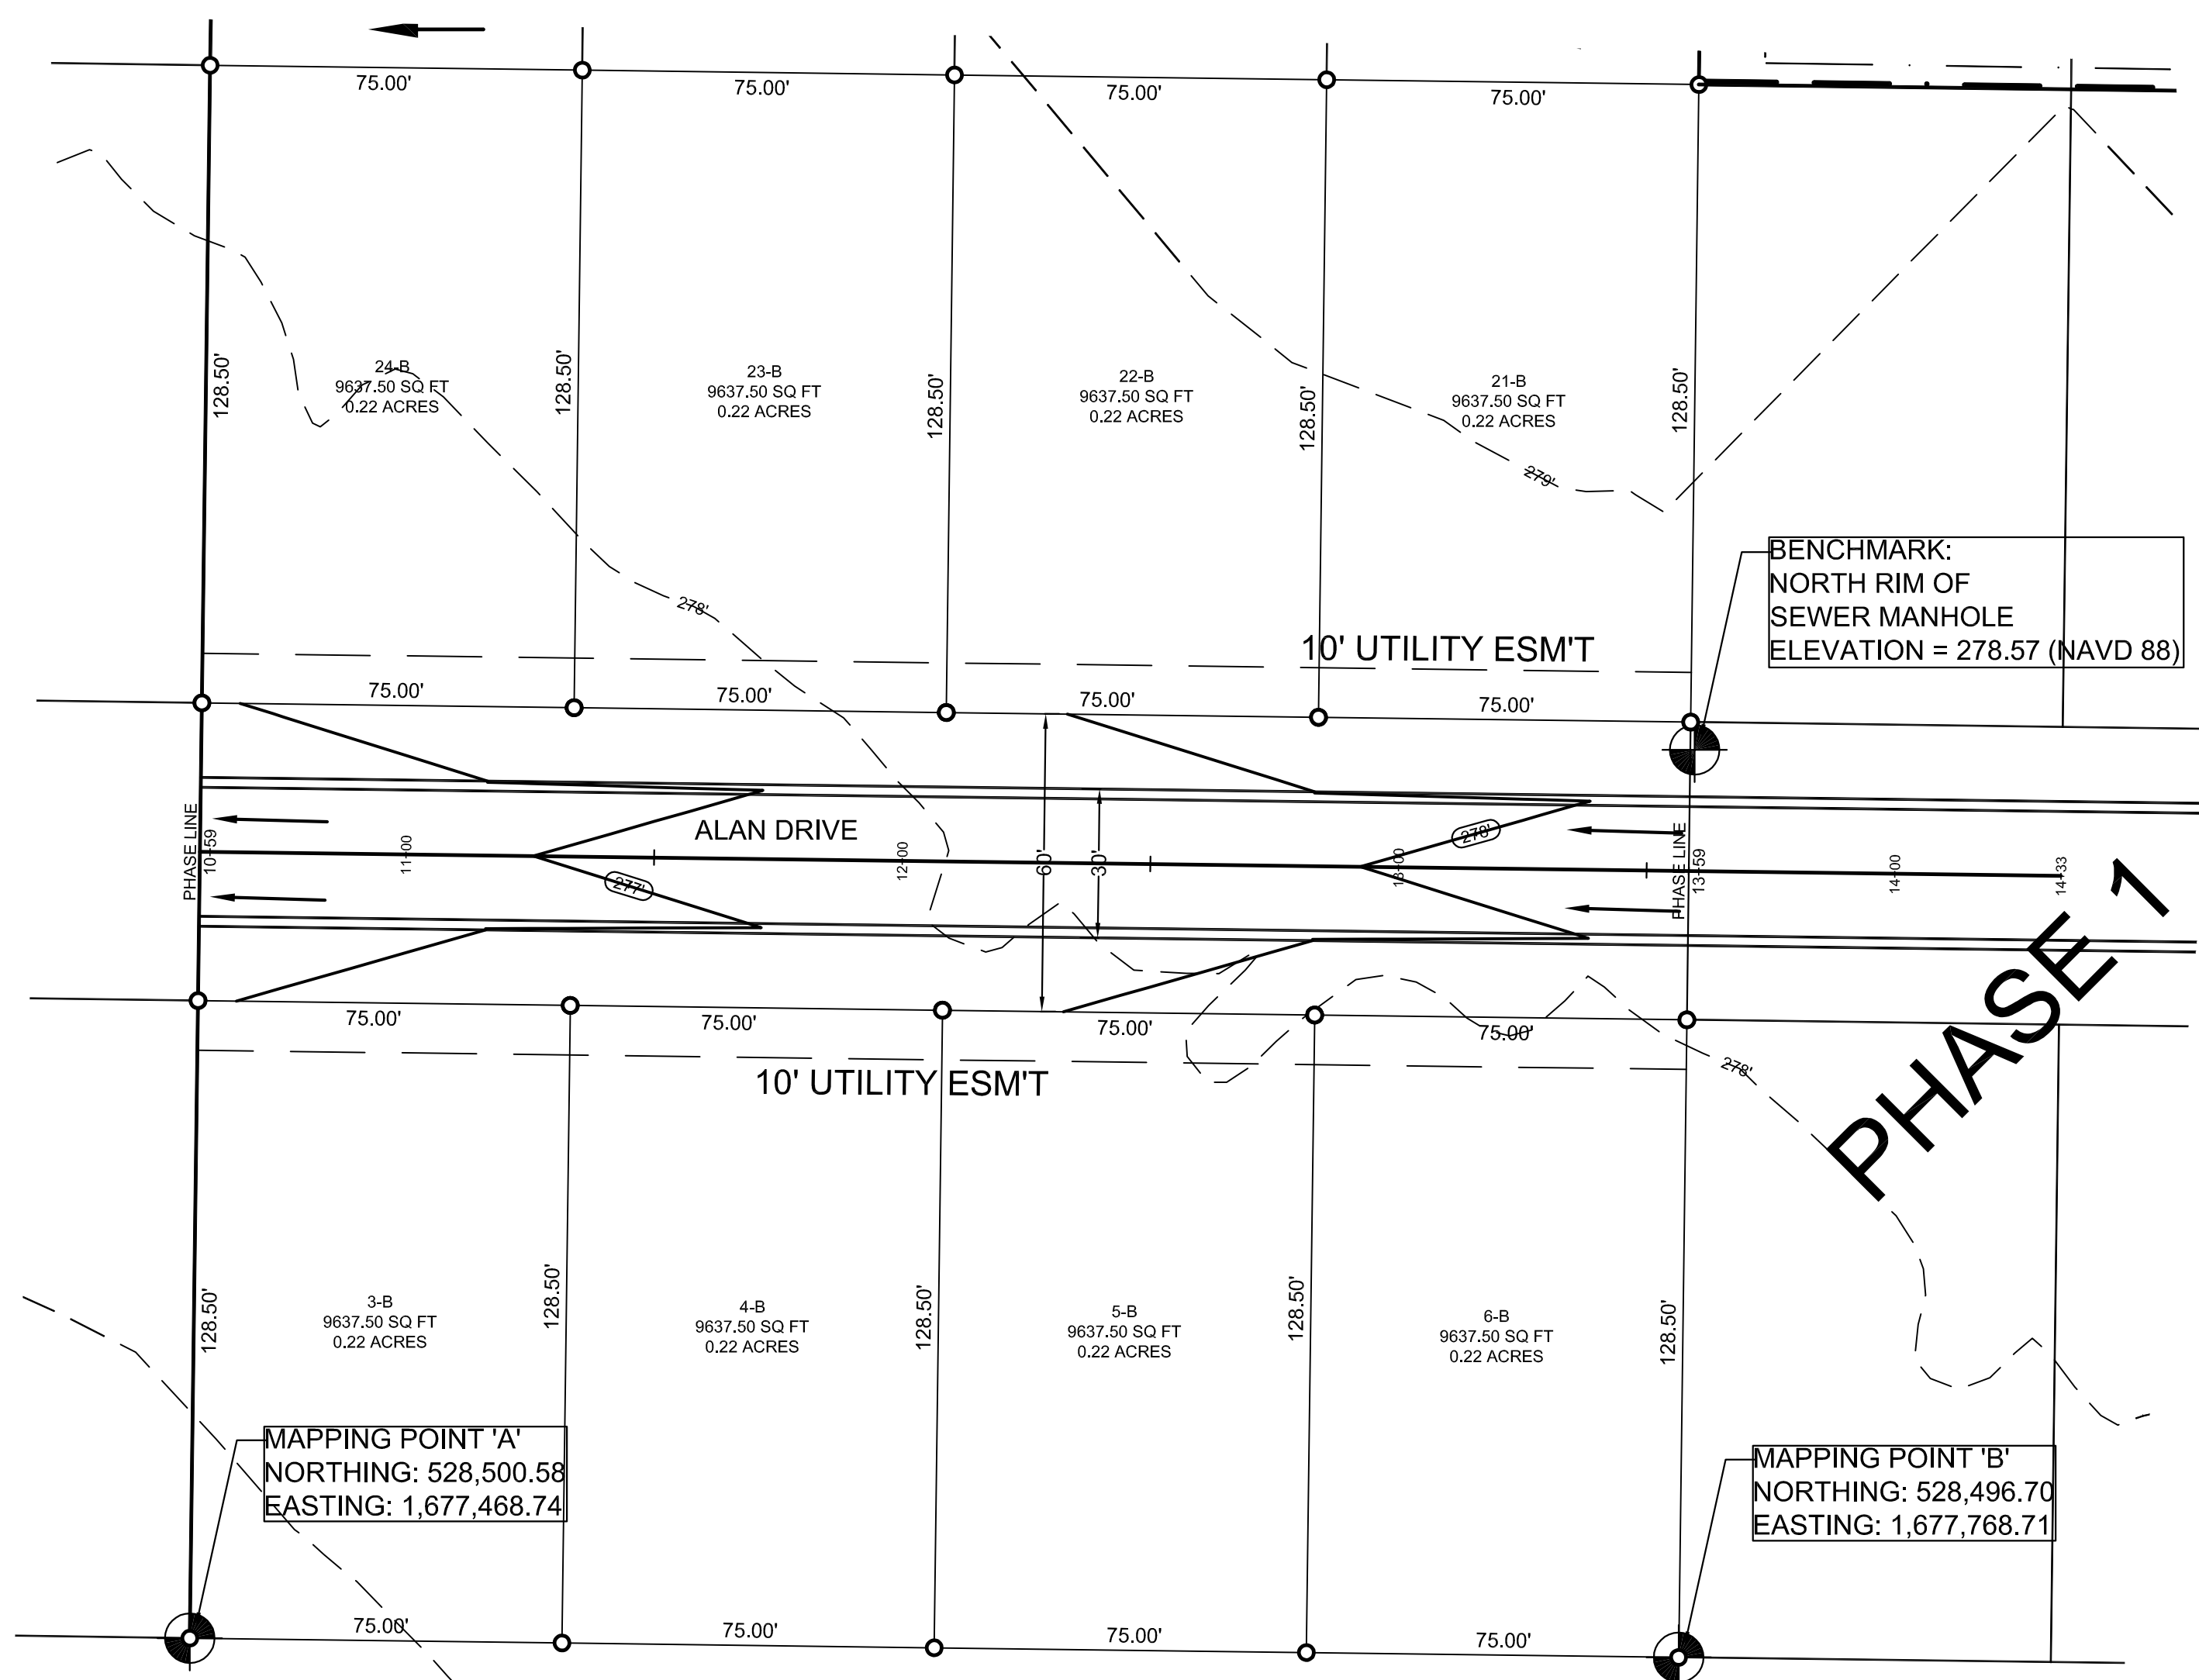 75.00'
75.00'
75.00'
75.00'
128.50'
128.50'
128.50'
128.50'
128.50'
24-B
9637.50 SQ FT
0.22 ACRES
23-B
9637.50 SQ FT
0.22 ACRES
22-B
9637.50 SQ FT
0.22 ACRES
21-B
9637.50 SQ FT
0.22 ACRES
279'
BENCHMARK:
NORTH RIM OF
SEWER MANHOLE
ELEVATION = 278.57 (NAVD 88)
278'
10' UTILITY ESM'T
75.00'
75.00'
75.00'
75.00'
PHASE LINE
10+59
11+00
ALAN DRIVE
277'
12+00
60'
30'
13+00
278'
PHASE LINE
13+59
14+00
14+33
PHASE 1
75.00'
75.00'
75.00'
75.00'
278'
10' UTILITY ESM'T
128.50'
128.50'
128.50'
128.50'
128.50'
3-B
9637.50 SQ FT
0.22 ACRES
4-B
9637.50 SQ FT
0.22 ACRES
5-B
9637.50 SQ FT
0.22 ACRES
6-B
9637.50 SQ FT
0.22 ACRES
MAPPING POINT 'A'
NORTHING: 528,500.58
EASTING: 1,677,468.74
MAPPING POINT 'B'
NORTHING: 528,496.70
EASTING: 1,677,768.71
75.00'
75.00'
75.00'
75.00'